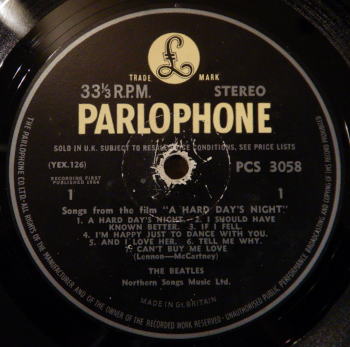 £
TRADE MARK
33⅓ R.P.M. STEREO
PARLOPHONE
SOLD IN U.K. SUBJECT TO RESALE PRICE CONDITIONS, SEE PRICE LISTS
(YEX.126) PCS 3058
RECORDING FIRST
PUBLISHED 1964
1 1
Songs from the film "A HARD DAY'S NIGHT"
1. A HARD DAY'S NIGHT. 2. I SHOULD HAVE
KNOWN BETTER. 3. IF I FELL.
4. I'M HAPPY JUST TO DANCE WITH YOU.
5. AND I LOVE HER. 6. TELL ME WHY.
7. CAN'T BUY ME LOVE
(Lennon—McCartney)
THE BEATLES
Northern Songs Music Ltd.
MADE IN Gt. BRITAIN
THE PARLOPHONE CO LTD.—ALL RIGHTS OF THE MANUFACTURER AND OF THE OWNER OF THE RECORDED WORK RESERVED—UNAUTHORISED PUBLIC PERFORMANCE BROADCASTING AND COPYING OF THIS RECORD PROHIBITED